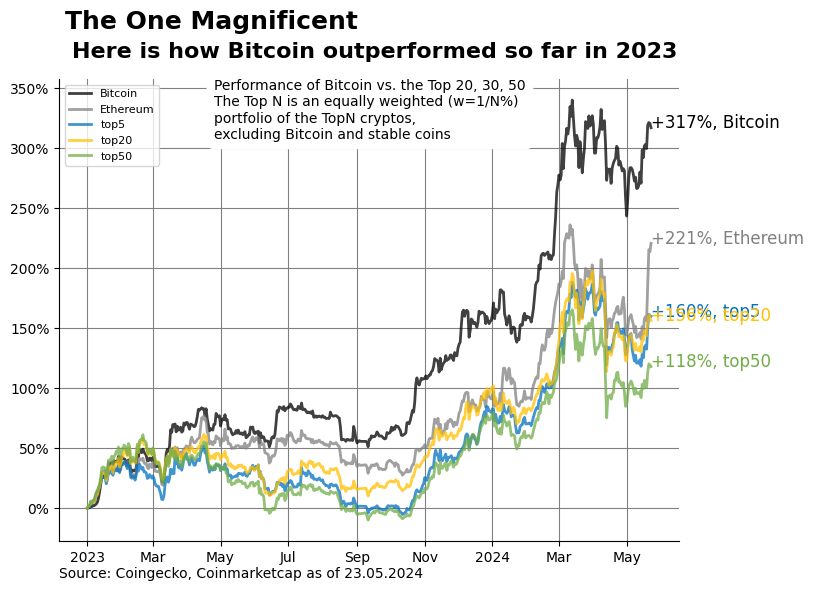 The One Magnificent
Here is how Bitcoin outperformed so far in 2023
350%
300%
250%
200%
150%
100%
50%
0%
Bitcoin
Ethereum
top5
top20
top50
Performance of Bitcoin vs. the Top 20, 30, 50
The Top N is an equally weighted (w=1/N%)
portfolio of the TopN cryptos,
excluding Bitcoin and stable coins
+317%, Bitcoin
+221%, Ethereum
+160%, top5
+156%, top20
+118%, top50
2023 Mar May Jul Sep Nov 2024 Mar May
Source: Coingecko, Coinmarketcap as of 23.05.2024